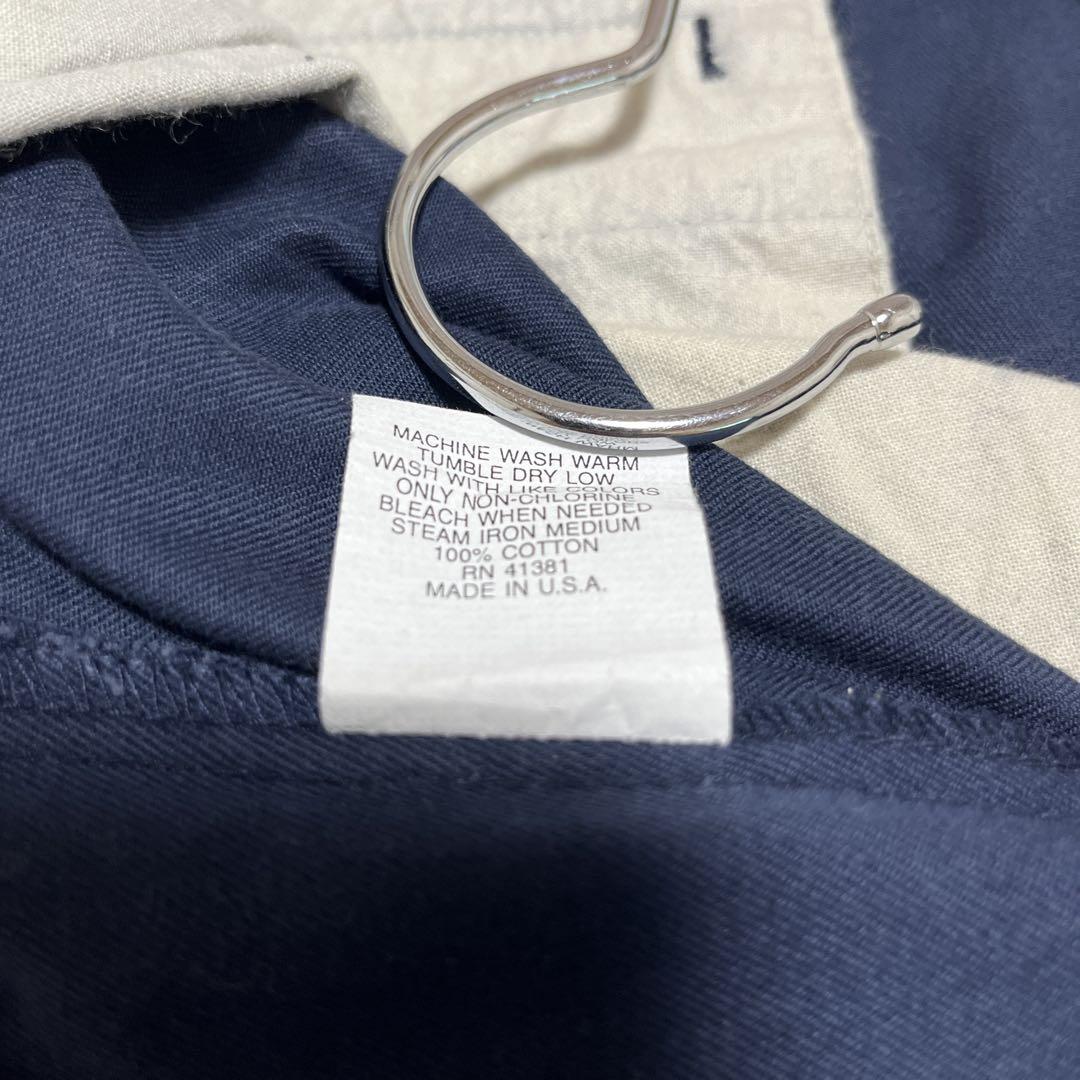 MACHINE WASH WARM
TUMBLE DRY LOW
WASH WITH LIKE COLORS
ONLY NON-CHLORINE
BLEACH WHEN NEEDED
STEAM IRON MEDIUM
100% COTTON
RN 41381
MADE IN U.S.A.